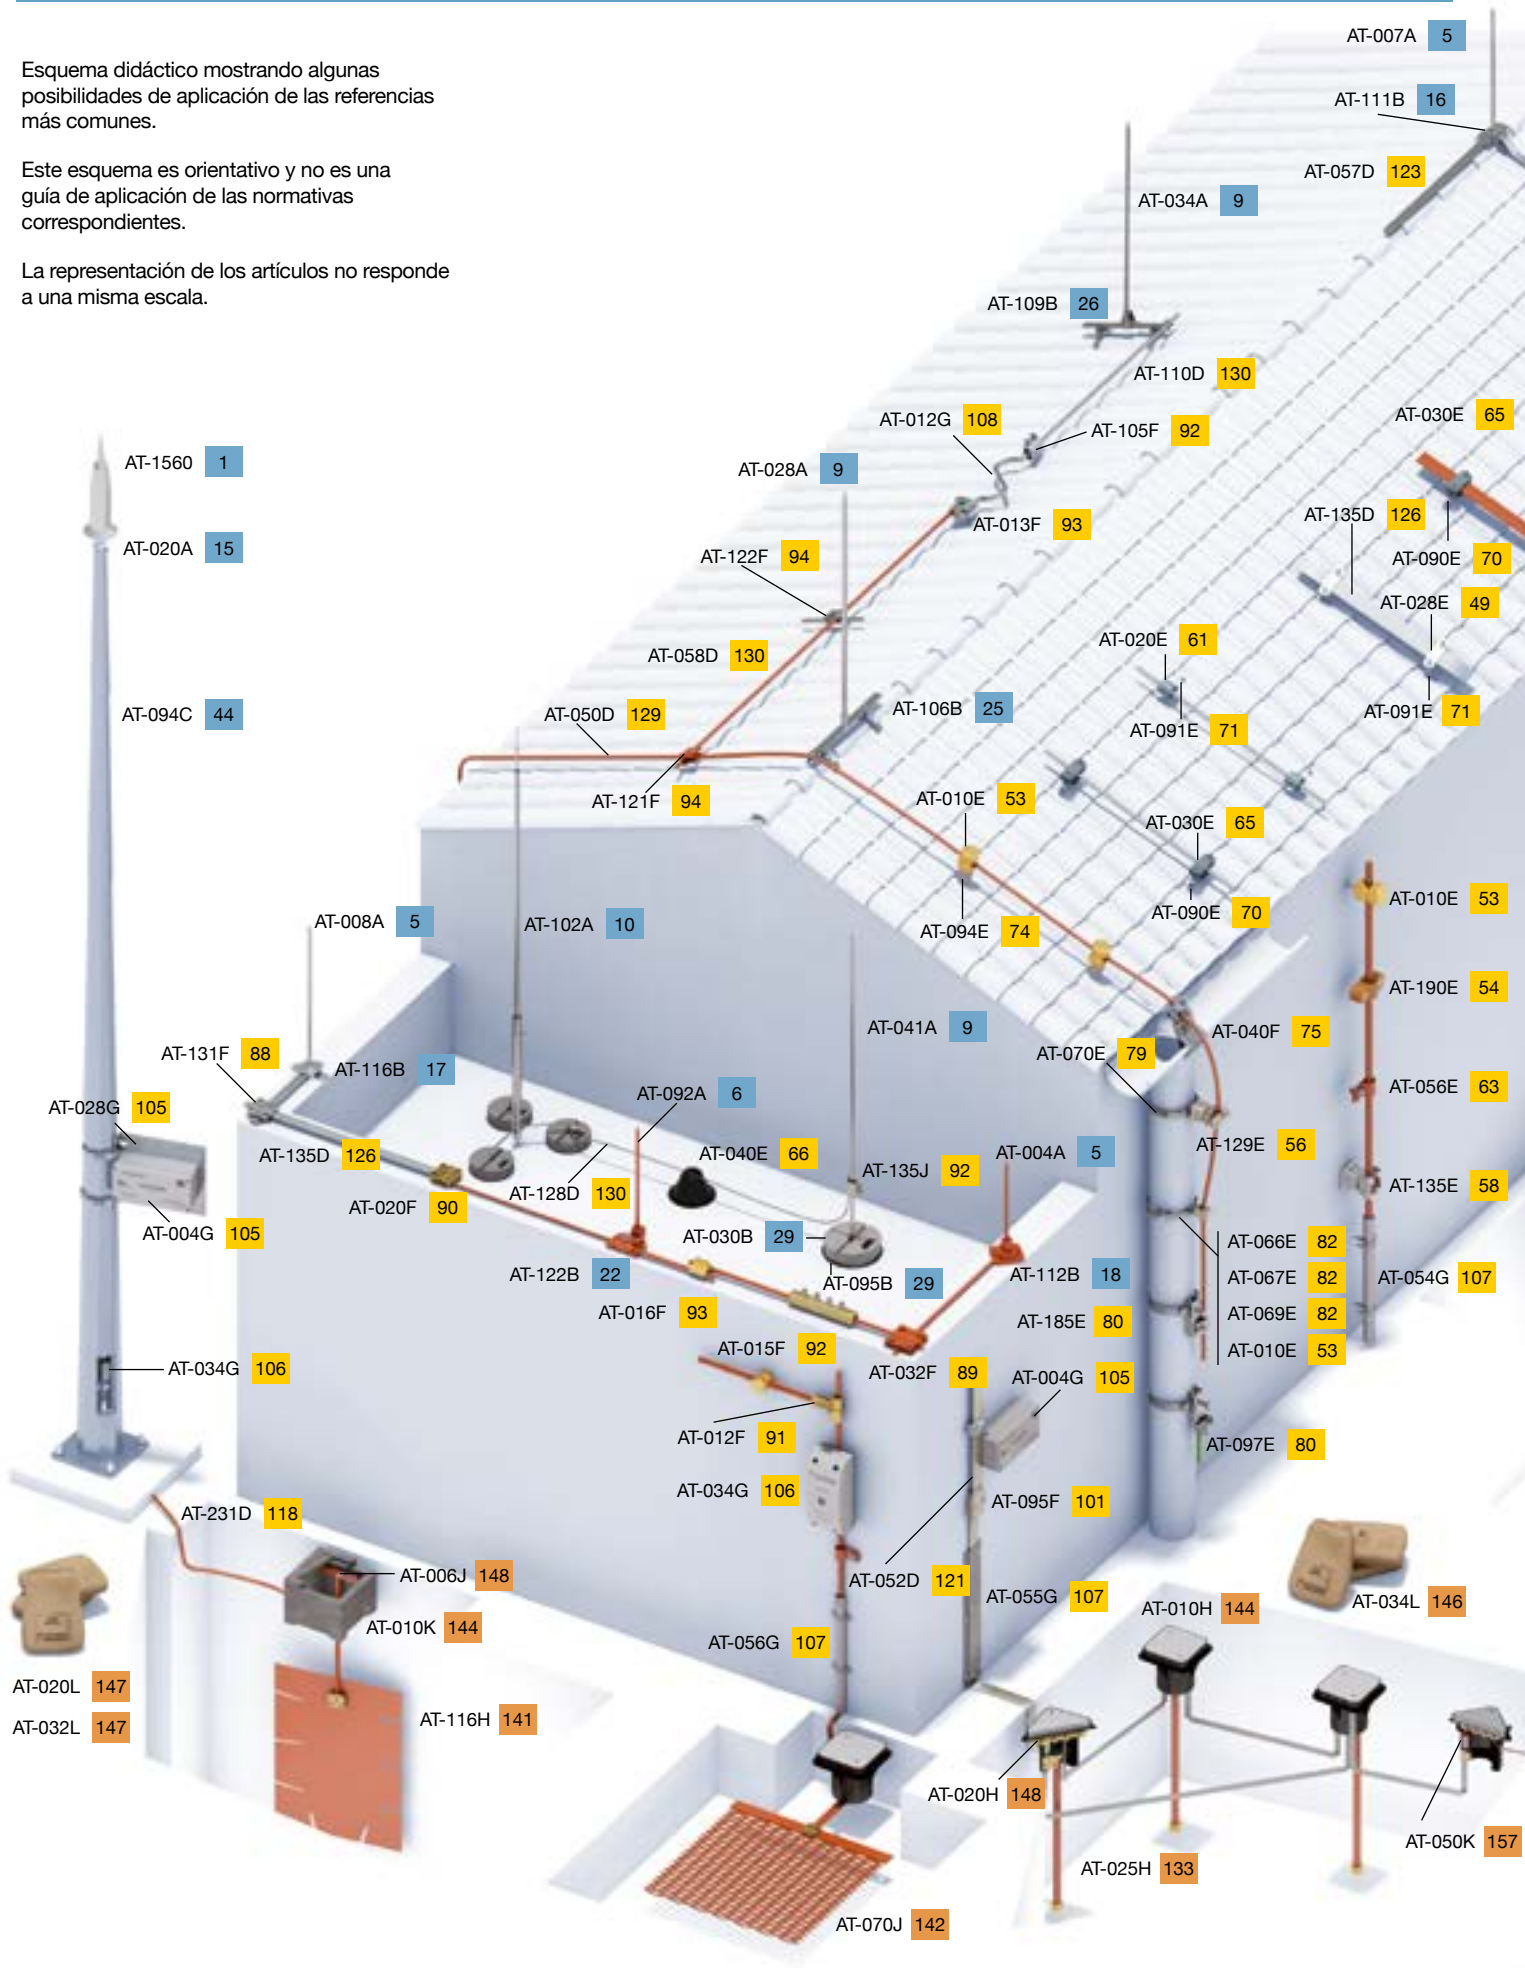 Esquema didáctico mostrando algunas
posibilidades de aplicación de las referencias
más comunes.
Este esquema es orientativo y no es una
guía de aplicación de las normativas
correspondientes.
La representación de los artículos no responde
a una misma escala.
AT-007A 5
AT-111B 16
AT-057D 123
AT-034A 9
AT-109B 26
AT-110D 130
AT-012G 108
AT-105F 92
AT-030E 65
AT-1560 1
AT-028A 9
AT-013F 93
AT-135D 126
AT-020A 15
AT-122F 94
AT-090E 70
AT-028E 49
AT-058D 130
AT-020E 61
AT-094C 44
AT-050D 129
AT-106B 25
AT-091E 71
AT-091E 71
AT-121F 94
AT-010E 53
AT-030E 65
AT-010E 53
AT-008A 5
AT-102A 10
AT-094E 74
AT-090E 70
AT-190E 54
AT-041A 9
AT-040F 75
AT-131F 88
AT-116B 17
AT-070E 79
AT-092A 6
AT-056E 63
AT-028G 105
AT-135D 126
AT-040E 66
AT-135J 92
AT-004A 5
AT-129E 56
AT-128D 130
AT-135E 58
AT-020F 90
AT-004G 105
AT-030B 29
AT-066E 82
AT-122B 22
AT-095B 29
AT-112B 18
AT-067E 82
AT-054G 107
AT-016F 93
AT-185E 80
AT-069E 82
AT-015F 92
AT-010E 53
AT-034G 106
AT-032F 89
AT-004G 105
AT-012F 91
AT-097E 80
AT-034G 106
AT-095F 101
AT-231D 118
AT-006J 148
AT-052D 121
AT-055G 107
AT-010H 144
AT-034L 146
AT-010K 144
AT-056G 107
AT-020L 147
AT-032L 147
AT-116H 141
AT-020H 148
AT-050K 157
AT-025H 133
AT-070J 142